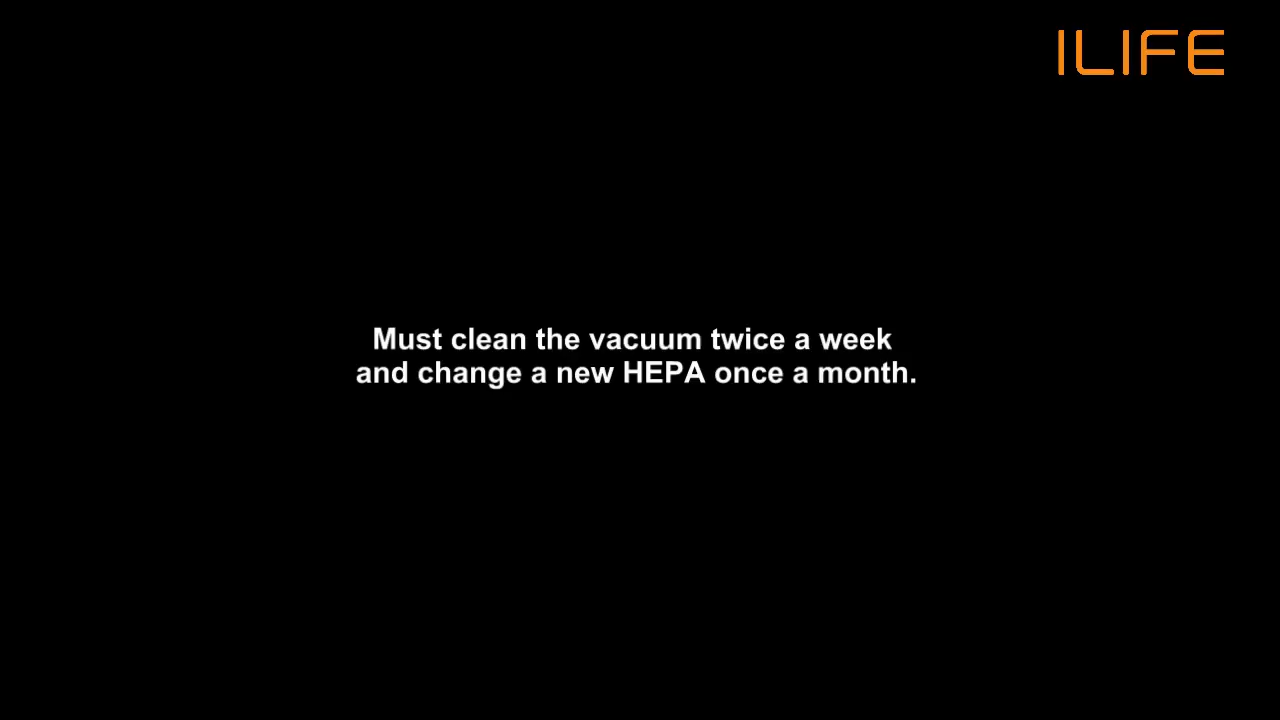 ILIFE
Must clean the vacuum twice a week
and change a new HEPA once a month.